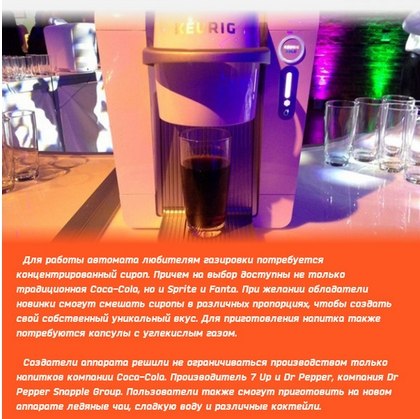 KEURIG
Для работы автомата любителям газировки потребуется
концентрированный сироп. Причем на выбор доступны не только
традиционная Coca-Cola, но и Sprite и Fanta. При желании обладатели
новинки смогут смешать сиропы в различных пропорциях, чтобы создать
свой собственный уникальный вкус. Для приготовления напитка также
потребуются капсулы с углекислым газом.
Создатели аппарата решили не ограничиваться производством только
напитков компании Coca-Cola. Производитель 7 Up и Dr Pepper, компания Dr
Pepper Snapple Group. Пользователи также смогут приготовить на новом
аппарате ледяные чаи, сладкую воду и различные коктейли.